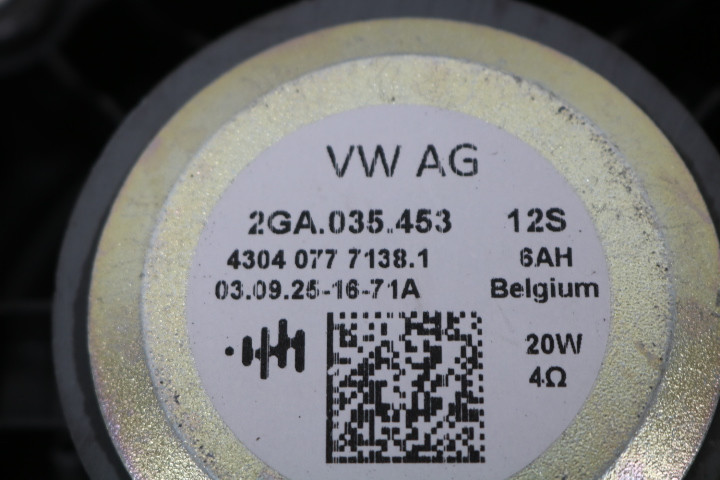 VW AG
2GA.035.453 12S
4304 077 7138.1 6AH
03.09.25-16-71A Belgium
20W
4Ω